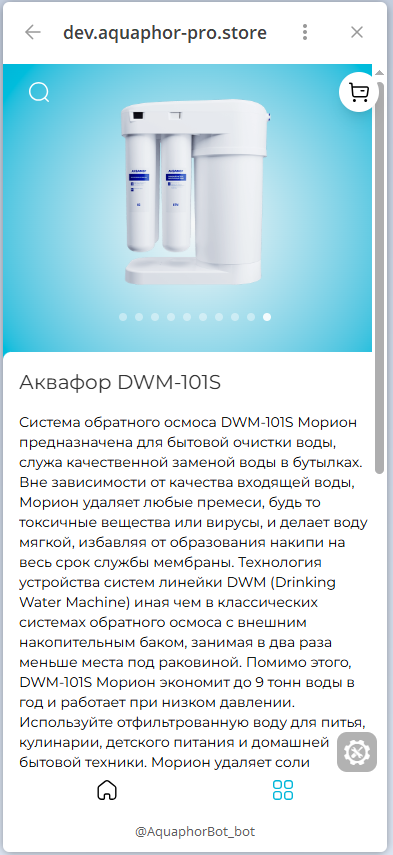 dev.aquaphor-pro.store
Аквафор DWM-101S
Система обратного осмоса DWM-101S Морион
предназначена для бытовой очистки воды,
служа качественной заменой воды в бутылках.
Вне зависимости от качества входящей воды,
Морион удаляет любые премеси, будь то
токсичные вещества или вирусы, и делает воду
мягкой, избавляя от образования накипи на
весь срок службы мембраны. Технология
устройства систем линейки DWM (Drinking
Water Machine) иная чем в классических
системах обратного осмоса с внешним
накопительным баком, занимая в два раза
меньше места под раковиной. Помимо этого,
DWM-101S Морион экономит до 9 тонн воды в
год и работает при низком давлении.
Используйте отфильтрованную воду для питья,
кулинарии, детского питания и домашней
бытовой техники. Морион удаляет соли
@AquaphorBot_bot